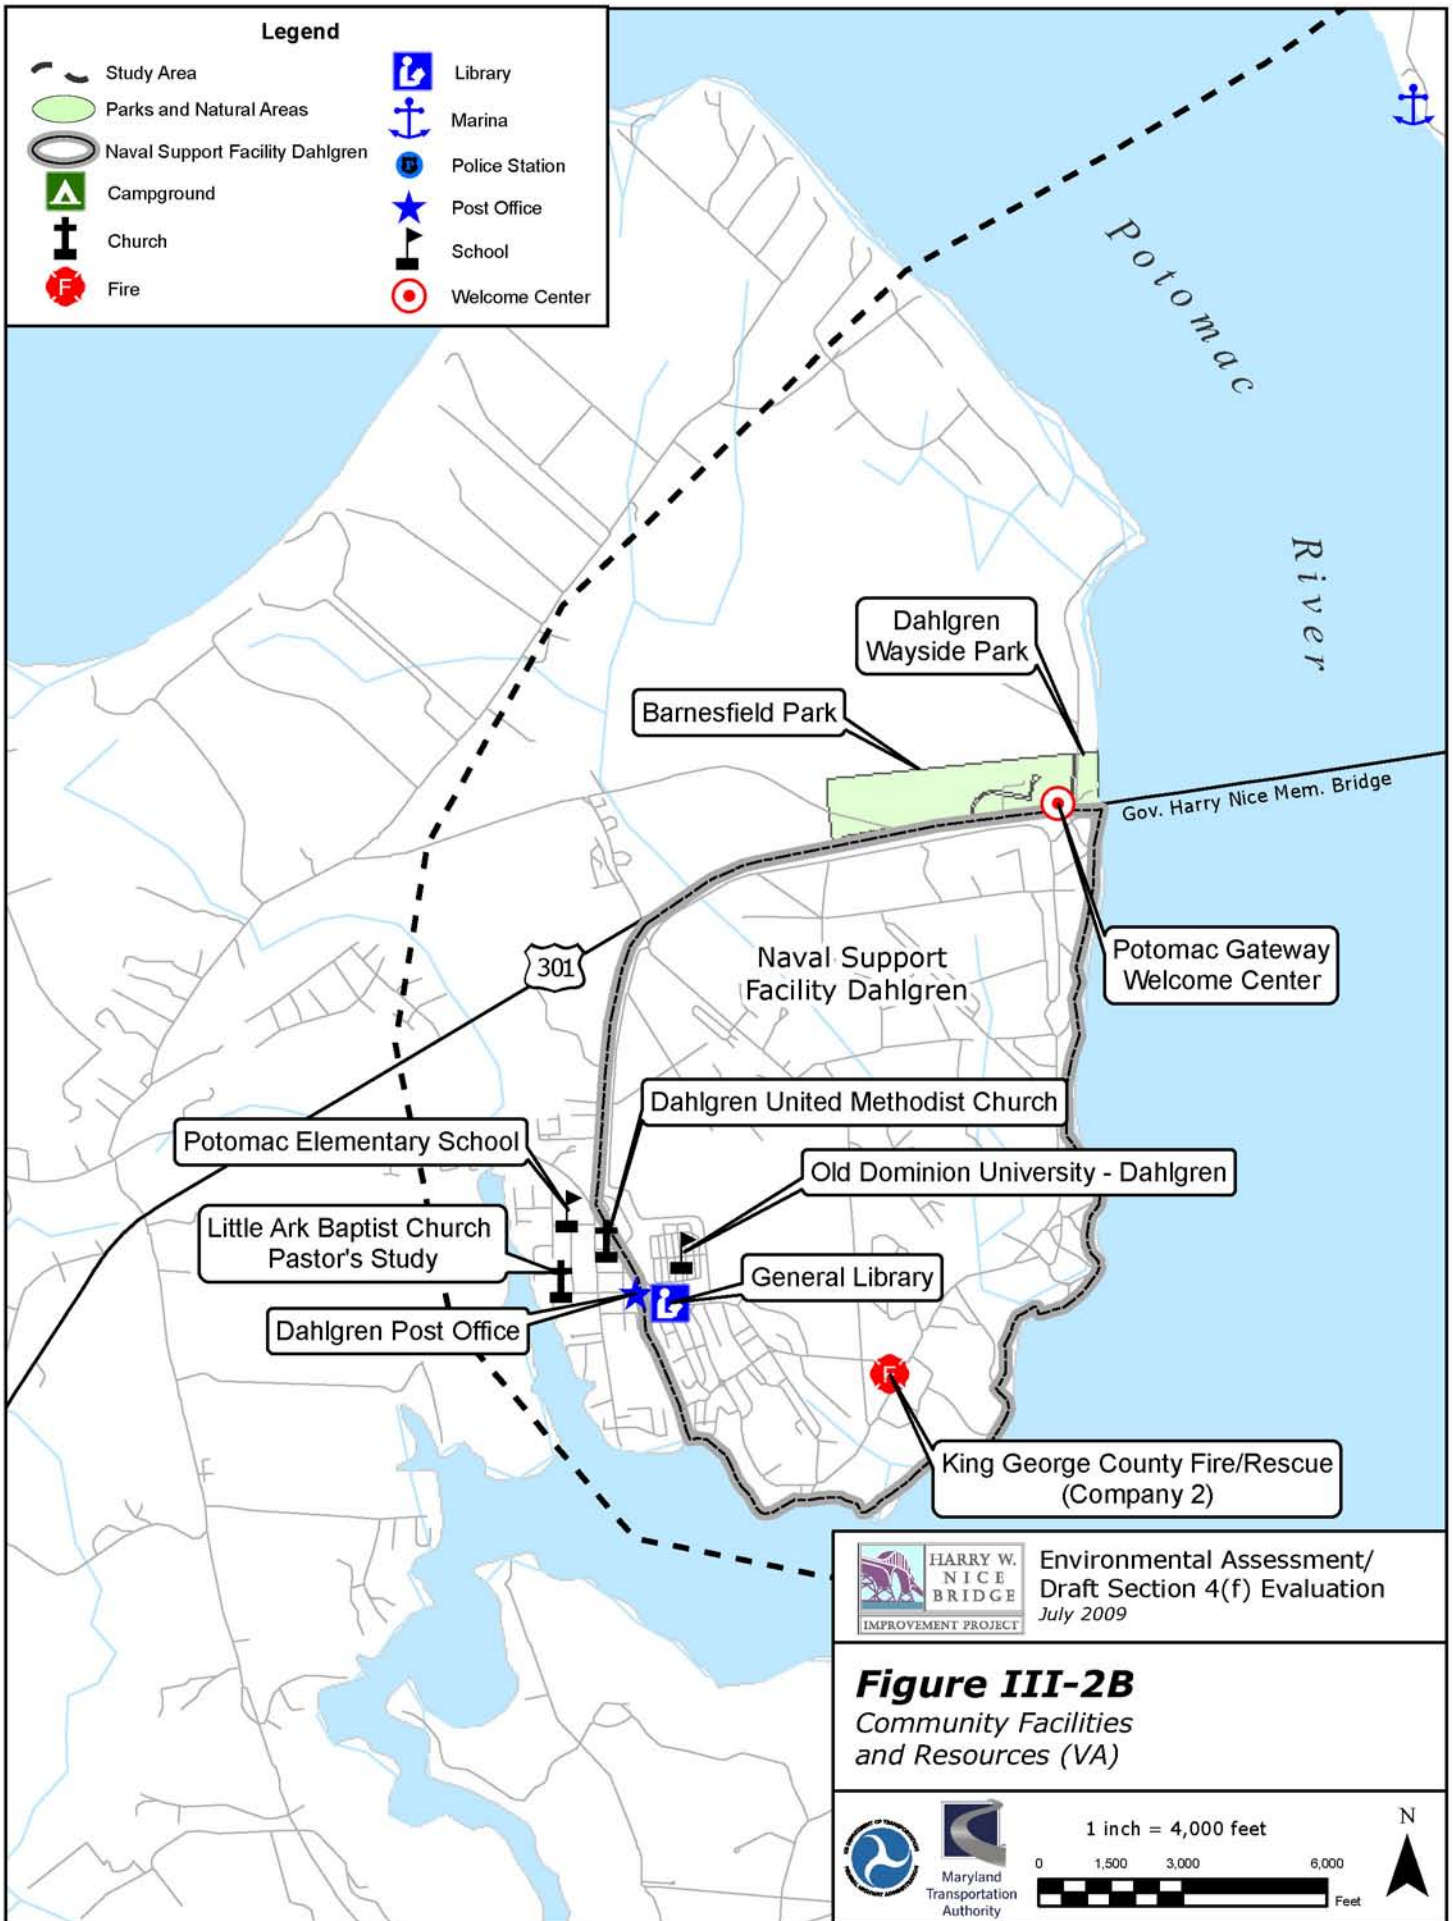 Legend
Study Area
Parks and Natural Areas
Naval Support Facility Dahlgren
Campground
Church
F
Fire
Library
Marina
P
Police Station
Post Office
School
Welcome Center
Potomac
River
Dahlgren
Wayside Park
Barnesfield Park
Gov. Harry Nice Mem. Bridge
301
Naval Support
Facility Dahlgren
Potomac Gateway
Welcome Center
Dahlgren United Methodist Church
Potomac Elementary School
Old Dominion University - Dahlgren
Little Ark Baptist Church
Pastor's Study
General Library
Dahlgren Post Office
F
King George County Fire/Rescue
(Company 2)
HARRY W.
NICE
BRIDGE
IMPROVEMENT PROJECT
Environmental Assessment/
Draft Section 4(f) Evaluation
July 2009
Figure III-2B
Community Facilities
and Resources (VA)
Maryland
Transportation
Authority
1 inch = 4,000 feet
0 1,500 3,000 6,000
Feet
N